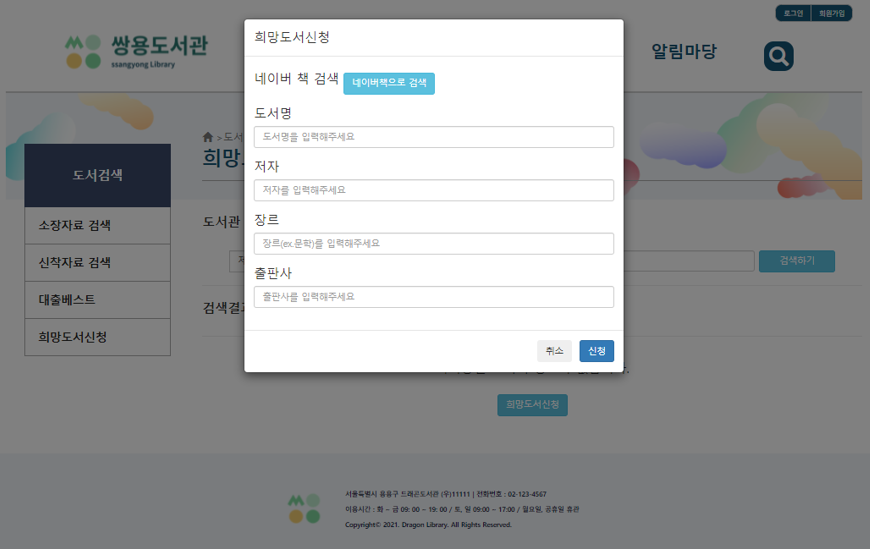 로그인 회원가입
쌍용도서관
ssangyong Library
알림마당
희망도서신청
네이버 책 검색 네이버책으로 검색
도서명
도서명을 입력해주세요
저자
저자를 입력해주세요
장르
장르(ex.문학)를 입력해주세요
출판사
출판사를 입력해주세요
취소 신청
> 도서
희망
도서검색
소장자료 검색
신착자료 검색
대출베스트
희망도서신청
도서관
검색하기
검색결과
희망도서신청
서울특별시 용용구 드래곤도서관 (우)11111 | 전화번호 : 02-123-4567
이용시간 : 화 ~ 금 09: 00 ~ 19: 00 / 토, 일 09:00 ~ 17:00 / 월요일, 공휴일 휴관
Copyright© 2021. Dragon Library. All Rights Reserved.